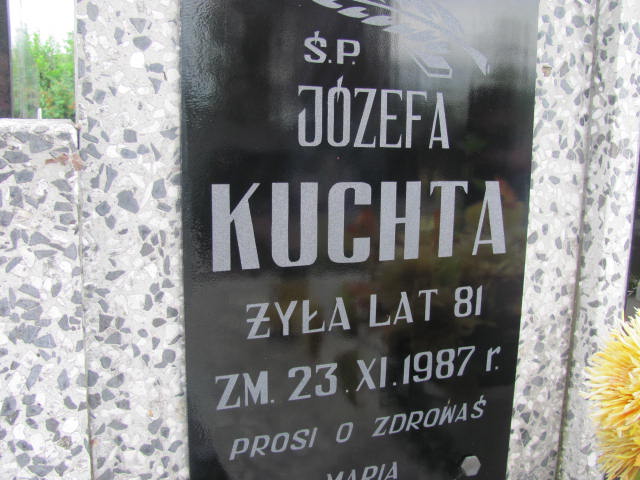 Ś.P.
JÓZEFA
KUCHTA
ŻYŁA LAT 81
ZM. 23.XI.1987 r.
PROSI O ZDROWAŚ
MARIA